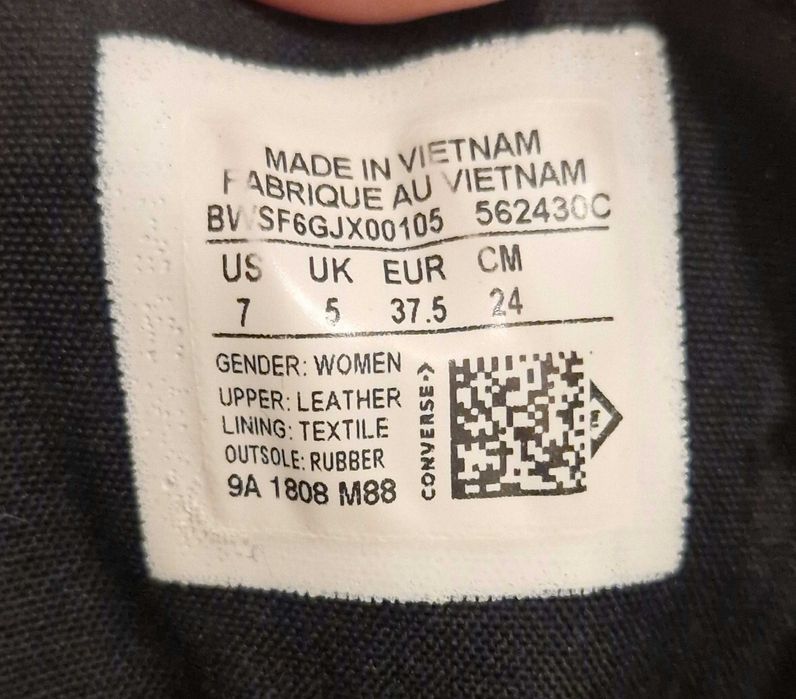 MADE IN VIETNAM
FABRIQUE AU VIETNAM
BWSF6GJX00105 562430C
US UK EUR CM
7 5 37.5 24
GENDER: WOMEN
UPPER: LEATHER
LINING: TEXTILE
OUTSOLE: RUBBER
9A 1808 M88
CONVERSE